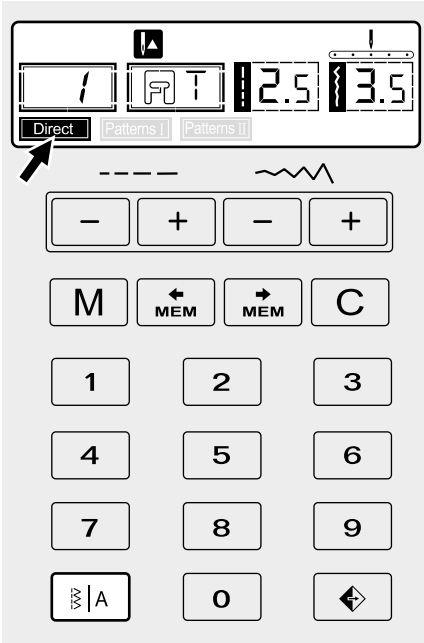 1 A T 2.5 3.5
Direct Patterns I Patterns II
− + − +
M MEM MEM C
1 2 3
4 5 6
7 8 9
A 0